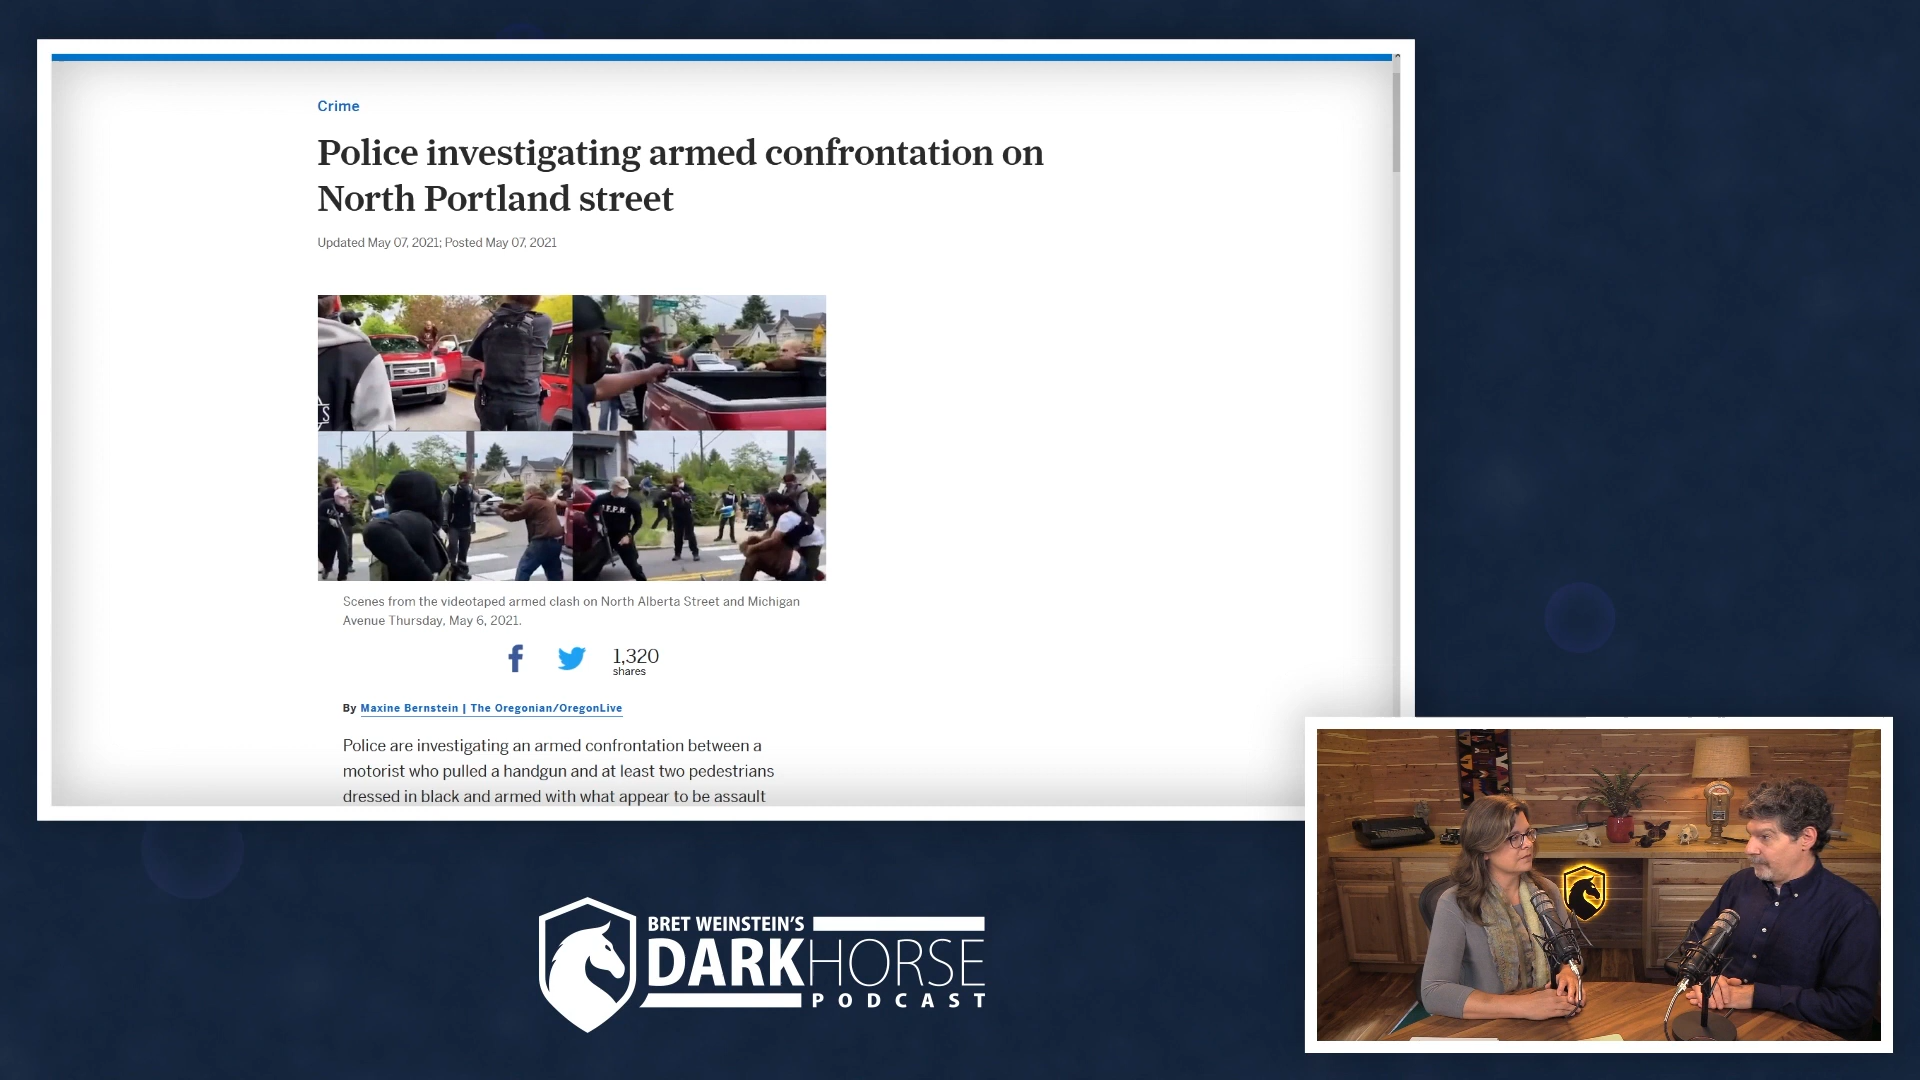 Crime
Police investigating armed confrontation on
North Portland street
Updated May 07, 2021; Posted May 07, 2021
Scenes from the videotaped armed clash on North Alberta Street and Michigan
Avenue Thursday, May 6, 2021.
1,320
shares
By Maxine Bernstein | The Oregonian/OregonLive
Police are investigating an armed confrontation between a
motorist who pulled a handgun and at least two pedestrians
dressed in black and armed with what appear to be assault
BRET WEINSTEIN'S
DARKHORSE
PODCAST